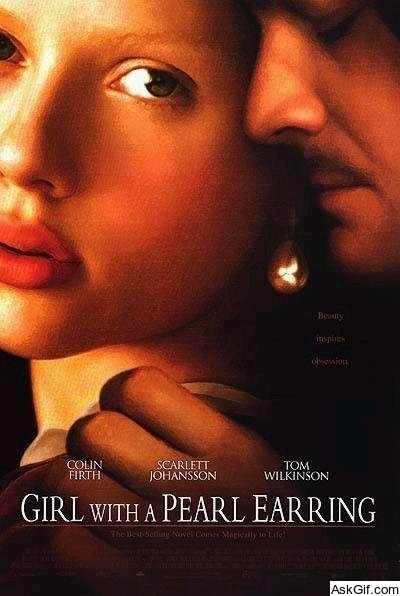 Beauty
inspires
obsession.
COLIN
FIRTH
SCARLETT
JOHANSSON
TOM
WILKINSON
GIRL WITH A PEARL EARRING
The Best-Selling Novel Comes Magically to Life!
AskGif.com